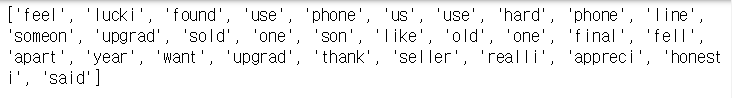 ['feel', 'lucki', 'found', 'use', 'phone', 'us', 'use', 'hard', 'phone', 'line',
'someon', 'upgrad', 'sold', 'one', 'son', 'like', 'old', 'one', 'final', 'fell',
'apart', 'year', 'want', 'upgrad', 'thank', 'seller', 'realli', 'appreci', 'honest
i', 'said']